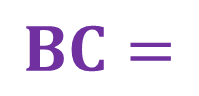 BC =